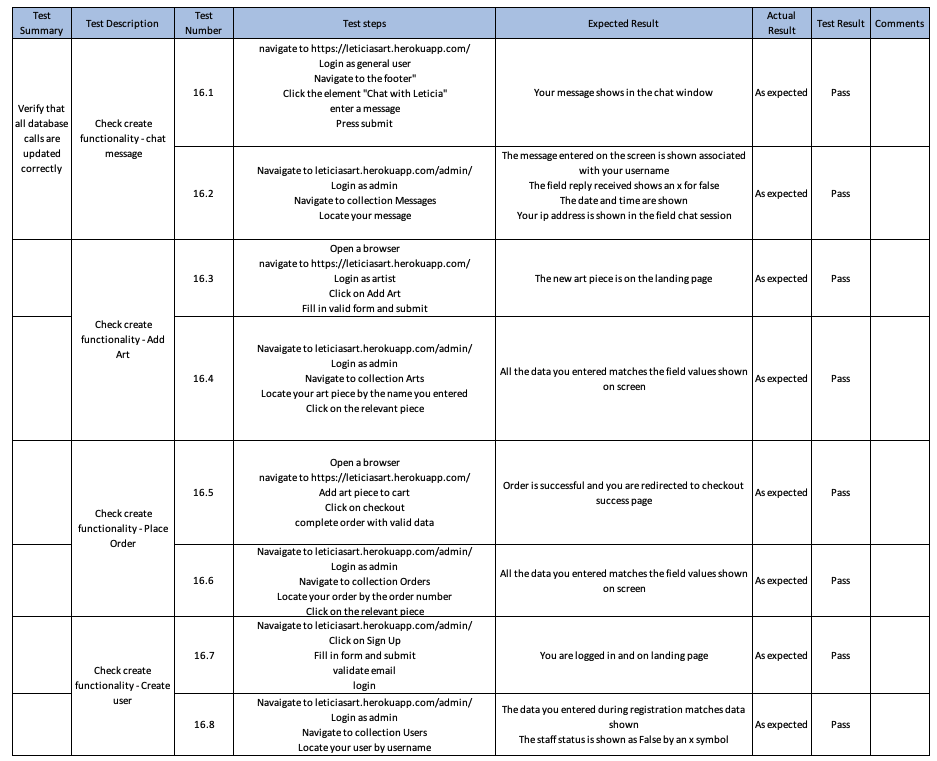 Test Summary
Test Description
Test Number
Test steps
Expected Result
Actual Result
Test Result
Comments
Verify that
all database
calls are
updated
correctly
Check create
functionality - chat
message
16.1
navigate to https://leticiasart.herokuapp.com/
Login as general user
Navigate to the footer"
Click the element "Chat with Leticia"
enter a message
Press submit
Your message shows in the chat window
As expected
Pass
16.2
Navaigate to leticiasart.herokuapp.com/admin/
Login as admin
Navigate to collection Messages
Locate your message
The message entered on the screen is shown associated
with your username
The field reply received shows an x for false
The date and time are shown
Your ip address is shown in the field chat session
As expected
Pass
Check create
functionality - Add
Art
16.3
Open a browser
navigate to https://leticiasart.herokuapp.com/
Login as artist
Click on Add Art
Fill in valid form and submit
The new art piece is on the landing page
As expected
Pass
16.4
Navaigate to leticiasart.herokuapp.com/admin/
Login as admin
Navigate to collection Arts
Locate your art piece by the name you entered
Click on the relevant piece
All the data you entered matches the field values shown
on screen
As expected
Pass
Check create
functionality - Place
Order
16.5
Open a browser
navigate to https://leticiasart.herokuapp.com/
Add art piece to cart
Click on checkout
complete order with valid data
Order is successful and you are redirected to checkout
success page
As expected
Pass
16.6
Navaigate to leticiasart.herokuapp.com/admin/
Login as admin
Navigate to collection Orders
Locate your order by the order number
Click on the relevant piece
All the data you entered matches the field values shown
on screen
As expected
Pass
Check create
functionality - Create
user
16.7
Navaigate to leticiasart.herokuapp.com/admin/
Click on Sign Up
Fill in form and submit
validate email
login
You are logged in and on landing page
As expected
Pass
16.8
Navaigate to leticiasart.herokuapp.com/admin/
Login as admin
Navigate to collection Users
Locate your user by username
The data you entered during registration matches data
shown
The staff status is shown as False by an x symbol
As expected
Pass